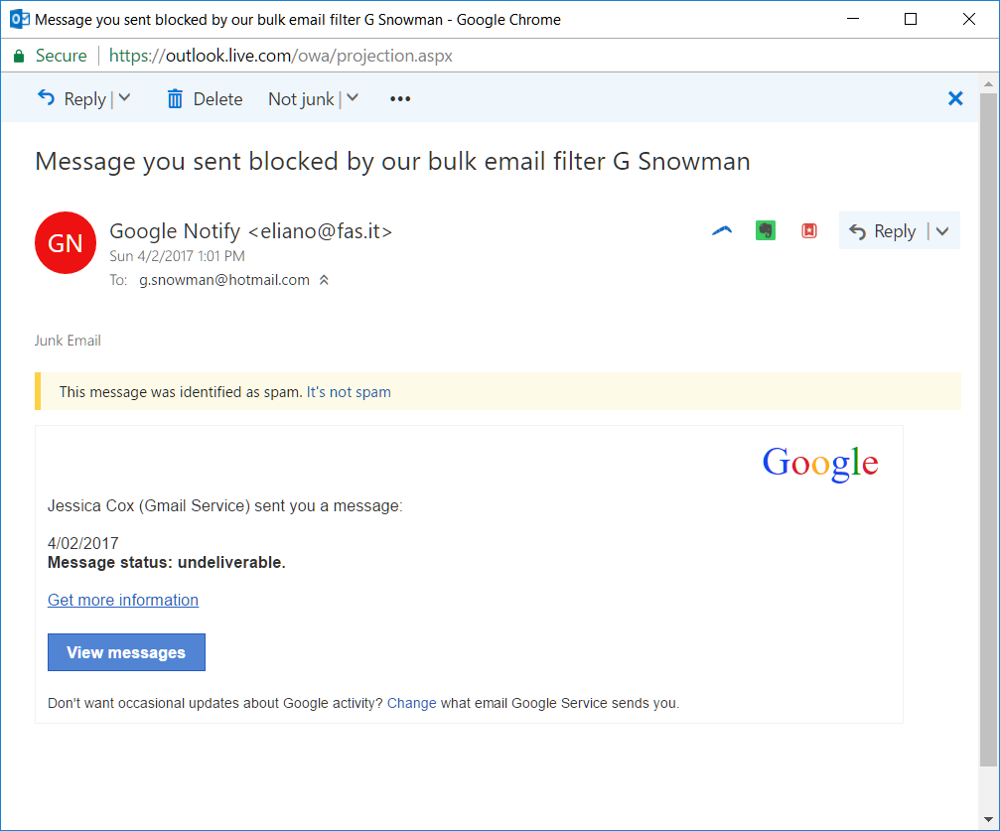 Message you sent blocked by our bulk email filter G Snowman - Google Chrome
Secure | https://outlook.live.com/owa/projection.aspx
Reply | Delete Not junk | •••
Message you sent blocked by our bulk email filter G Snowman
GN
Google Notify <eliano@fas.it>
Sun 4/2/2017 1:01 PM
To: g.snowman@hotmail.com
Reply |
Junk Email
This message was identified as spam. It's not spam
Google
Jessica Cox (Gmail Service) sent you a message:
4/02/2017
Message status: undeliverable.
Get more information
View messages
Don't want occasional updates about Google activity? Change what email Google Service sends you.